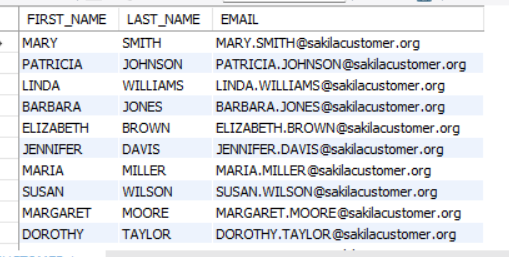 FIRST_NAME LAST_NAME EMAIL
MARY SMITH MARY.SMITH@sakilacustomer.org
PATRICIA JOHNSON PATRICIA.JOHNSON@sakilacustomer.org
LINDA WILLIAMS LINDA.WILLIAMS@sakilacustomer.org
BARBARA JONES BARBARA.JONES@sakilacustomer.org
ELIZABETH BROWN ELIZABETH.BROWN@sakilacustomer.org
JENNIFER DAVIS JENNIFER.DAVIS@sakilacustomer.org
MARIA MILLER MARIA.MILLER@sakilacustomer.org
SUSAN WILSON SUSAN.WILSON@sakilacustomer.org
MARGARET MOORE MARGARET.MOORE@sakilacustomer.org
DOROTHY TAYLOR DOROTHY.TAYLOR@sakilacustomer.org